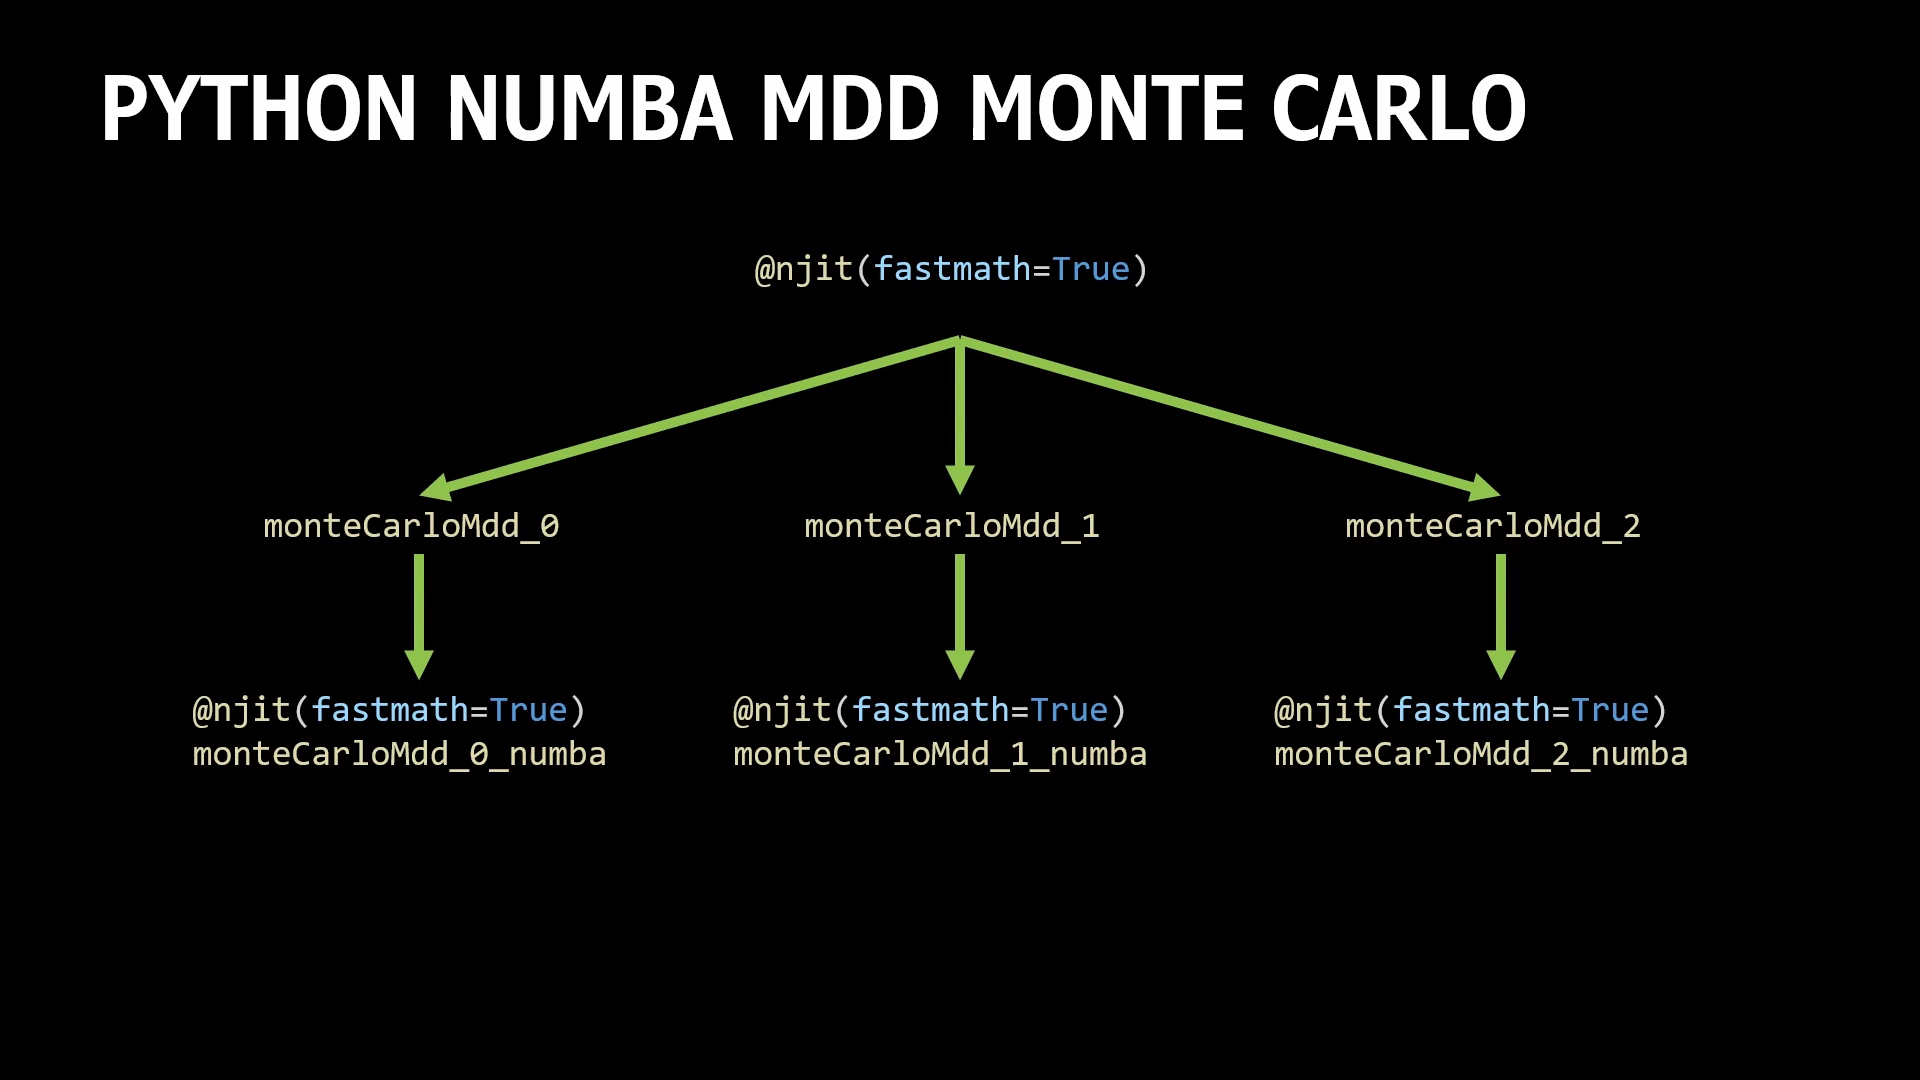 PYTHON NUMBA MDD MONTE CARLO
@njit(fastmath=True)
monteCarloMdd_0
monteCarloMdd_1
monteCarloMdd_2
@njit(fastmath=True)
monteCarloMdd_0_numba
@njit(fastmath=True)
monteCarloMdd_1_numba
@njit(fastmath=True)
monteCarloMdd_2_numba